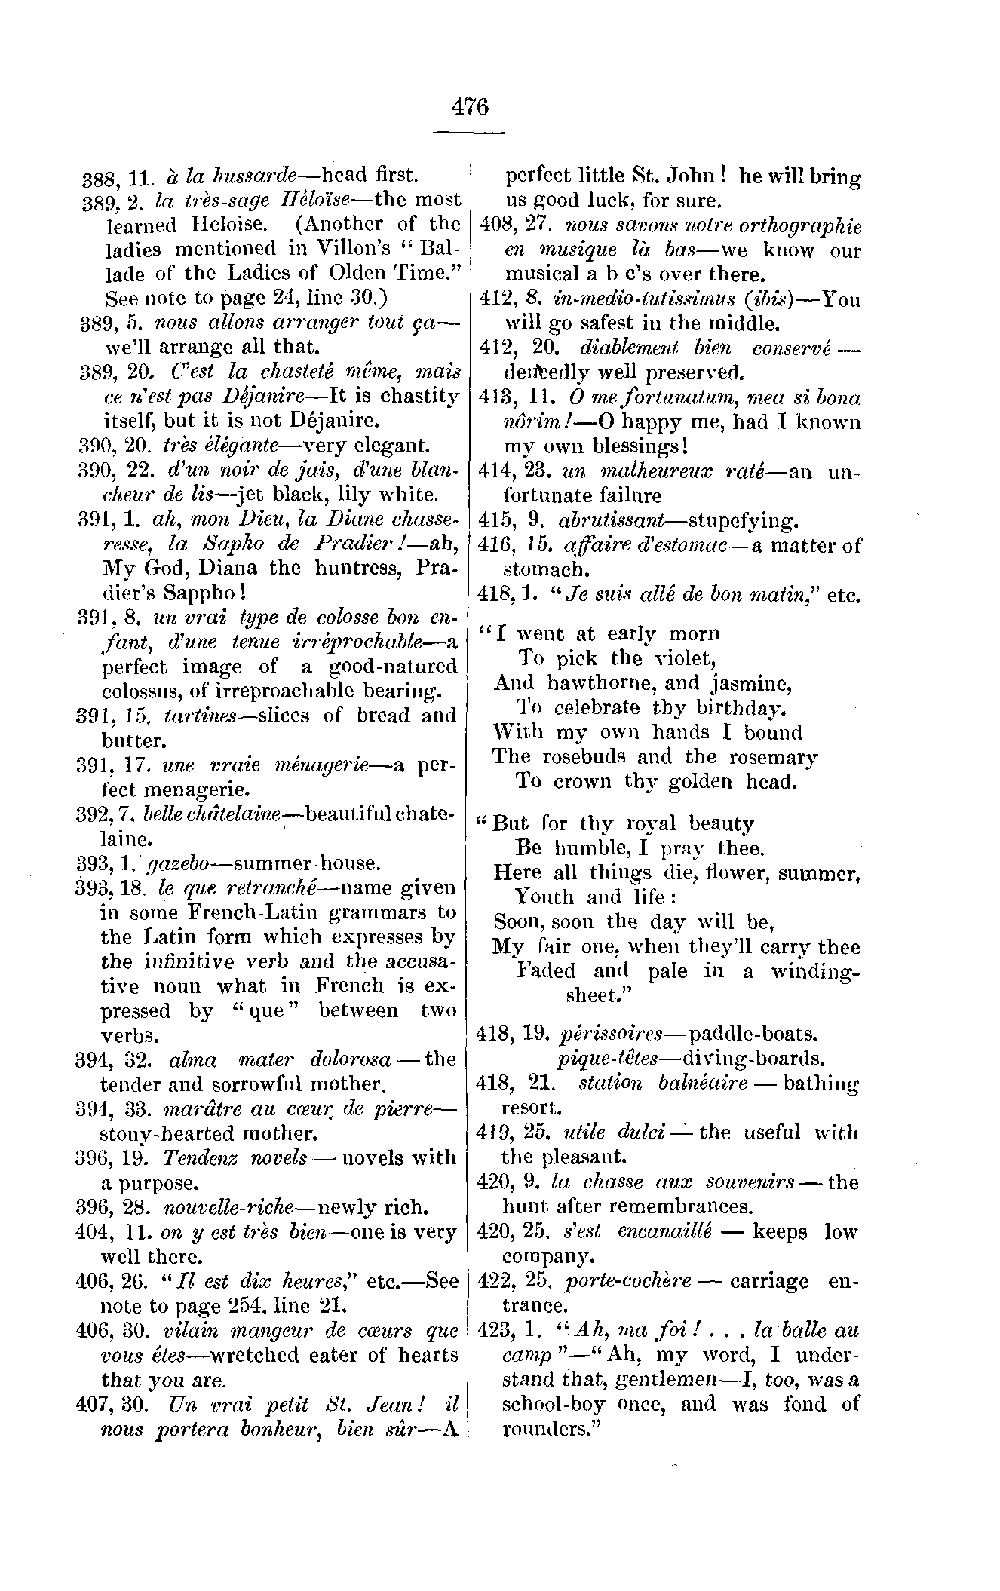 476
388, 11. à la hussarde—head first.
389, 2. la très-sage Héloïse—the most
learned Heloise. (Another of the
ladies mentioned in Villon's "Bal-
lade of the Ladies of Olden Time."
See note to page 24, line 30.)
389, 5. nous allons arranger tout ça—
we'll arrange all that.
389, 20. C'est la chasteté même, mais
ce n'est pas Déjanire—It is chastity
itself, but it is not Déjanire.
390, 20. très élégante—very elegant.
390, 22. d'un noir de jais, d'une blan-
cheur de lis—jet black, lily white.
391, 1. ah, mon Dieu, la Diane chasse-
resse, la Sapho de Pradier!—ah,
My God, Diana the huntress, Pra-
dier's Sappho!
391, 8. un vrai type de colosse bon en-
fant, d'une tenue irréprochable—a
perfect image of a good-natured
colossus, of irreproachable bearing.
391, 15. tartines—slices of bread and
butter.
391, 17. une vraie ménagerie—a per-
fect menagerie.
392, 7. belle châtelaine—beautiful chate-
laine.
393, 1. gazebo—summer-house.
393, 18. le que retranché—name given
in some French-Latin grammars to
the Latin form which expresses by
the infinitive verb and the accusa-
tive noun what in French is ex-
pressed by "que" between two
verbs.
394, 32. alma mater dolorosa—the
tender and sorrowful mother.
394, 33. marâtre au cœur de pierre—
stony-hearted mother.
396, 19. Tendenz novels—novels with
a purpose.
396, 28. nouvelle-riche—newly rich.
404, 11. on y est très bien—one is very
well there.
406, 26. "Il est dix heures," etc.—See
note to page 254, line 21.
406, 30. vilain mangeur de cœurs que
vous êtes—wretched eater of hearts
that you are.
407, 30. Un vrai petit St. Jean! il
nous portera bonheur, bien sûr—A
perfect little St. John! he will bring
us good luck, for sure.
408, 27. nous savons notre orthographie
en musique là bas—we know our
musical a b c's over there.
412, 8. in-medio-tutissimus (ibis)—You
will go safest in the middle.
412, 20. diablement bien conservé—
deucedly well preserved.
413, 11. O me fortunatum, mea si bona
nôrim!—O happy me, had I known
my own blessings!
414, 23. un malheureux raté—an un-
fortunate failure
415, 9. abrutissant—stupefying.
416, 15. affaire d'estomac—a matter of
stomach.
418, 1. "Je suis allé de bon matin," etc.
"I went at early morn
To pick the violet,
And hawthorne, and jasmine,
To celebrate thy birthday.
With my own hands I bound
The rosebuds and the rosemary
To crown thy golden head.
"But for thy royal beauty
Be humble, I pray thee.
Here all things die, flower, summer,
Youth and life:
Soon, soon the day will be,
My fair one, when they'll carry thee
Faded and pale in a winding-
sheet."
418, 19. périssoires—paddle-boats.
pique-têtes—diving-boards.
418, 21. station balnéaire—bathing
resort.
419, 25. utile dulci—the useful with
the pleasant.
420, 9. la chasse aux souvenirs—the
hunt after remembrances.
420, 25. s'est encanaillé—keeps low
company.
422, 25. porte-cochère—carriage en-
trance.
423, 1. "Ah, ma foi! . . . la balle au
camp"—"Ah, my word, I under-
stand that, gentlemen—I, too, was a
school-boy once, and was fond of
rounders."